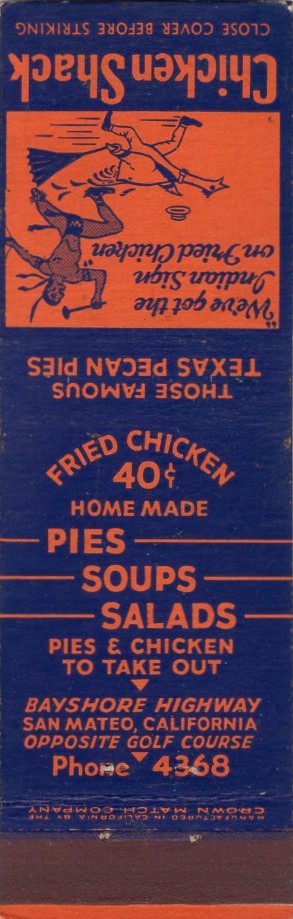 CLOSE COVER BEFORE STRIKING
Chicken Shack
"We've got the
Indian Sign
on Fried Chicken"
THOSE FAMOUS
TEXAS PECAN PIES
FRIED CHICKEN
40¢
HOME MADE
PIES
SOUPS
SALADS
PIES & CHICKEN
TO TAKE OUT
BAYSHORE HIGHWAY
SAN MATEO, CALIFORNIA
OPPOSITE GOLF COURSE
Phone 4368
MANUFACTURED IN CALIFORNIA BY THE
CROWN MATCH COMPANY